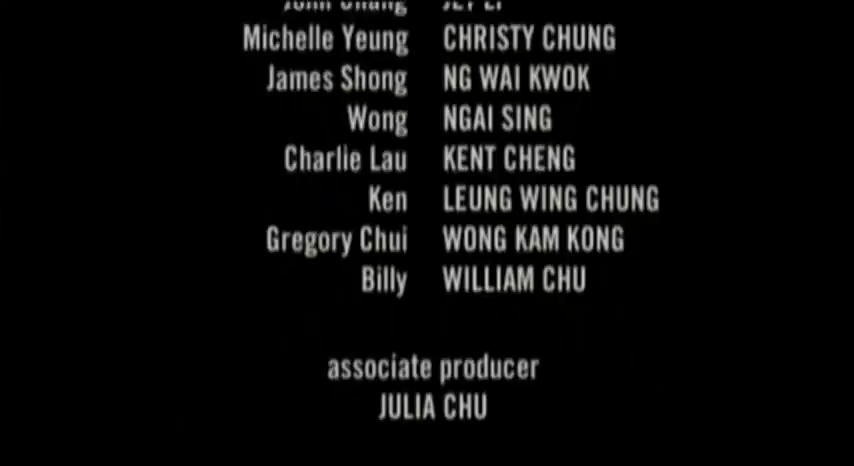 Michelle Yeung CHRISTY CHUNG
James Shong NG WAI KWOK
Wong NGAI SING
Charlie Lau KENT CHENG
Ken LEUNG WING CHUNG
Gregory Chui WONG KAM KONG
Billy WILLIAM CHU
associate producer
JULIA CHU